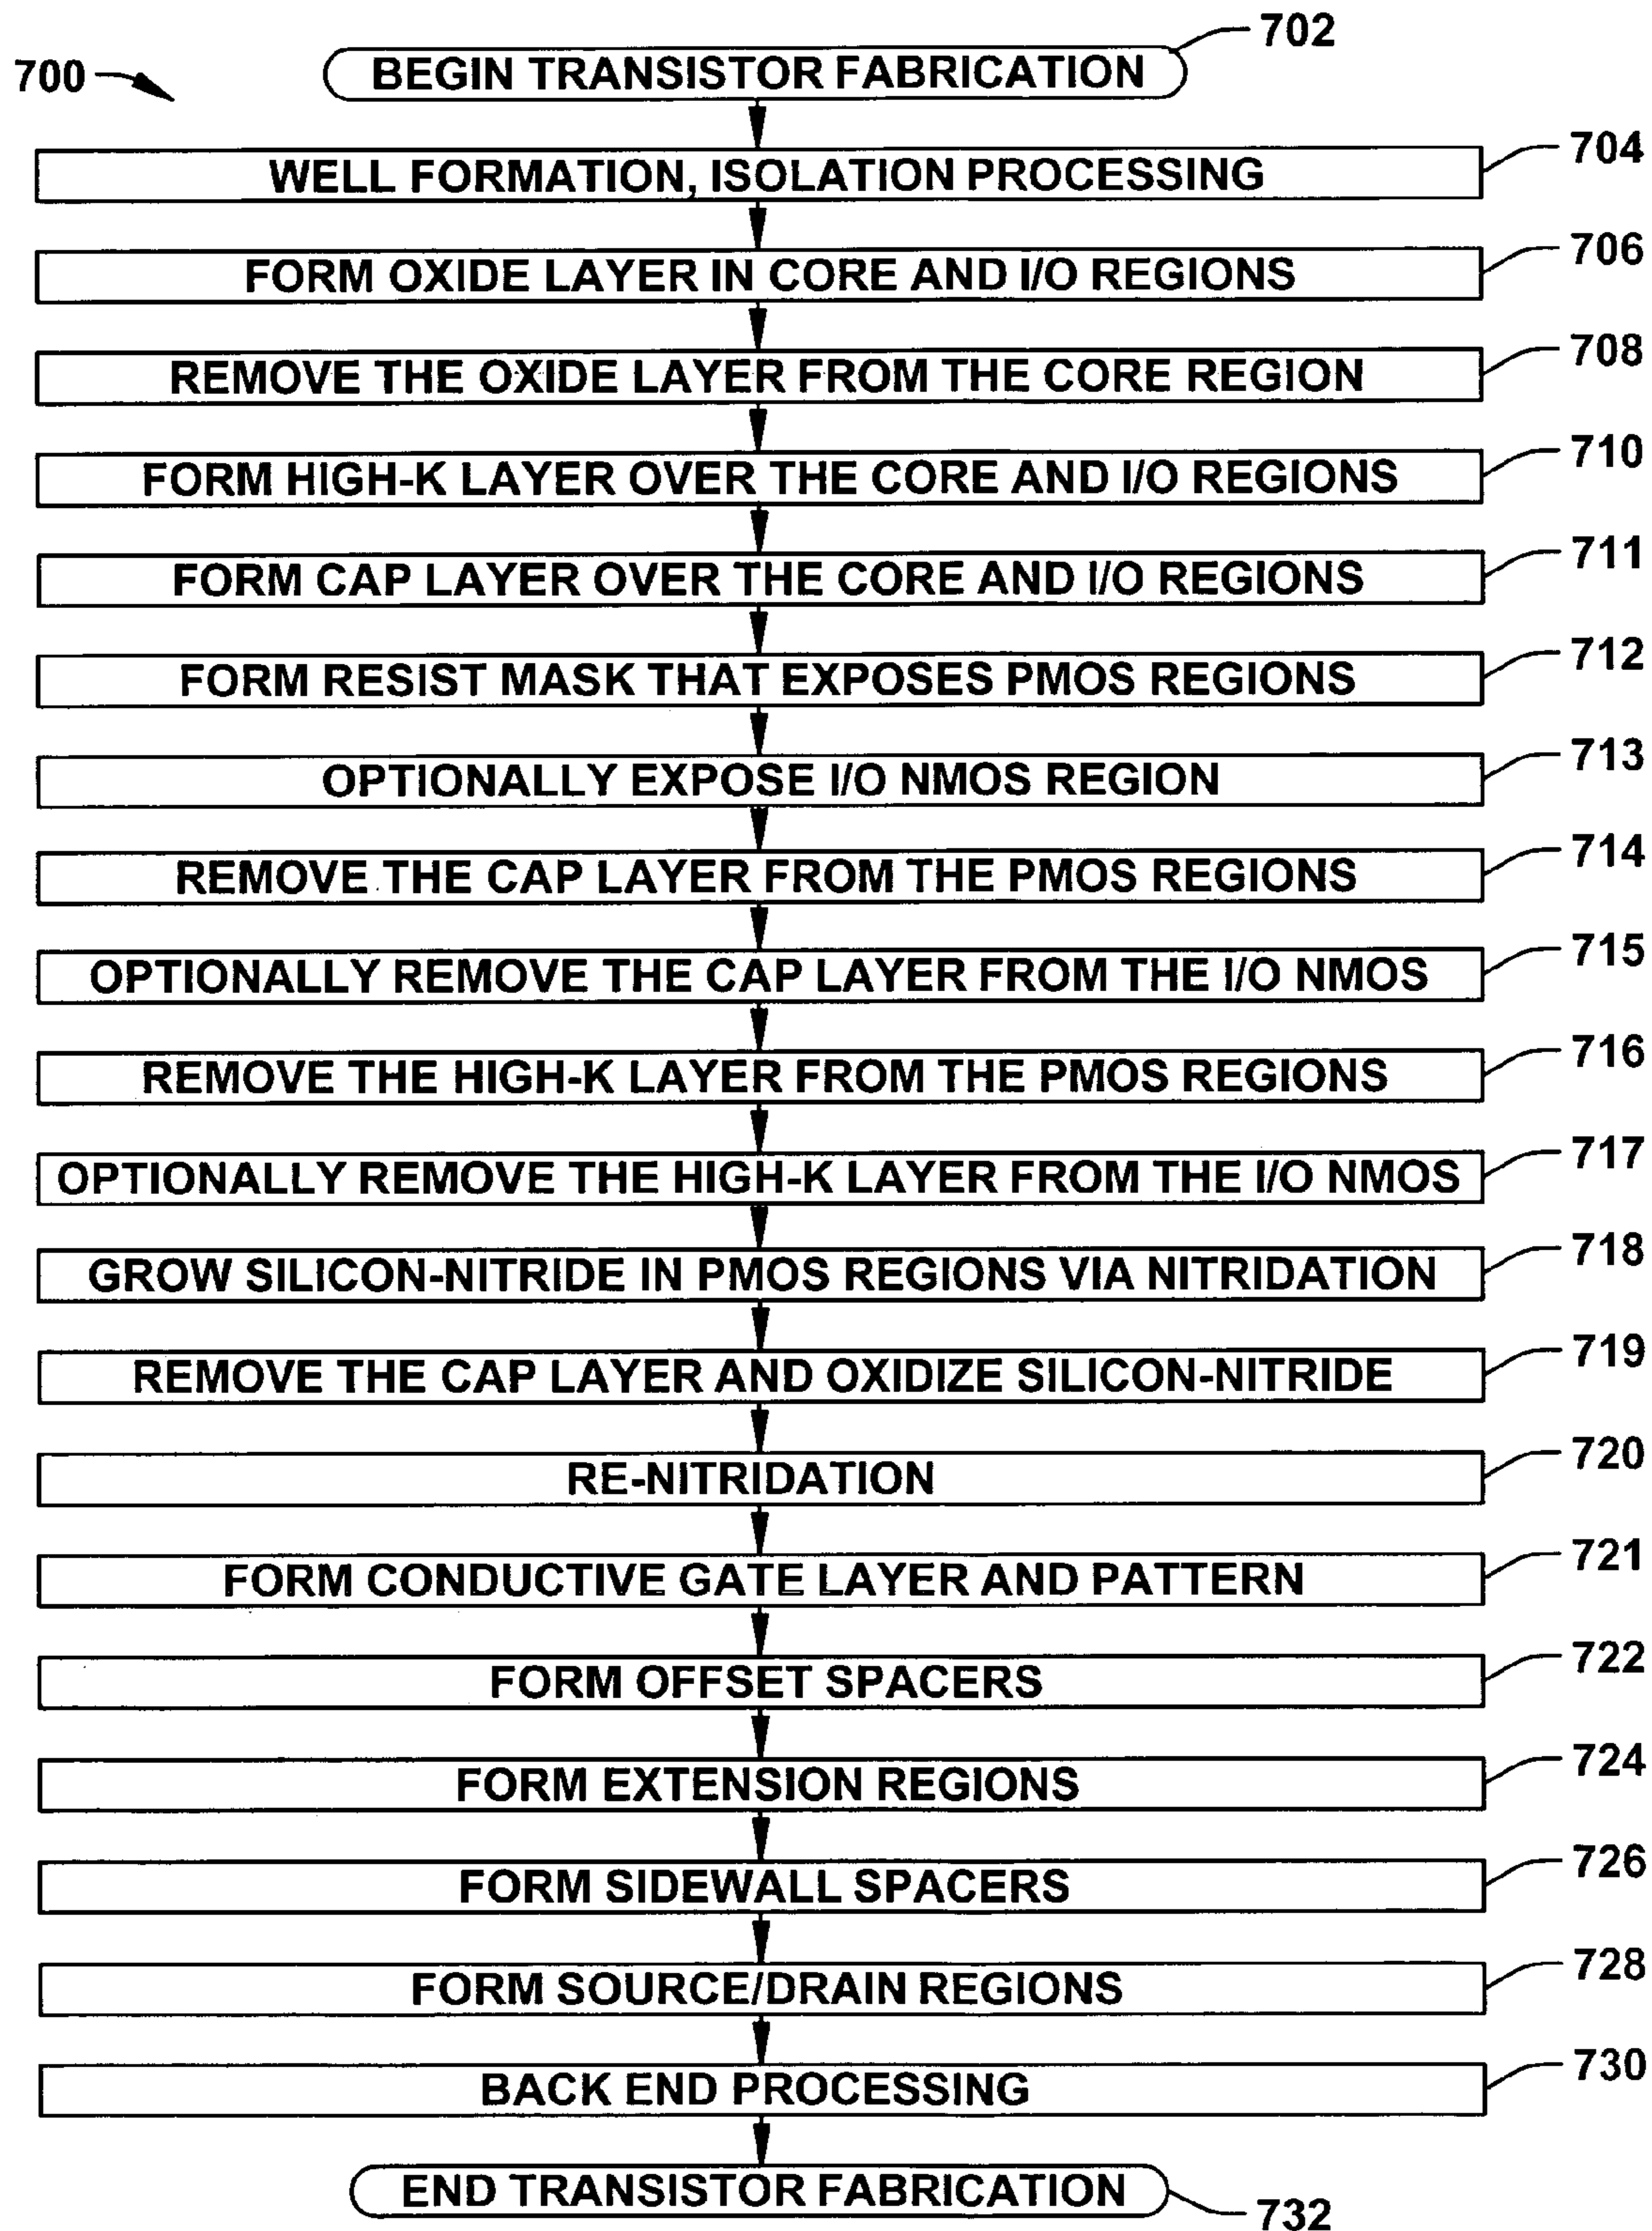 702
700
BEGIN TRANSISTOR FABRICATION
704
WELL FORMATION, ISOLATION PROCESSING
706
FORM OXIDE LAYER IN CORE AND I/O REGIONS
708
REMOVE THE OXIDE LAYER FROM THE CORE REGION
710
FORM HIGH-K LAYER OVER THE CORE AND I/O REGIONS
711
FORM CAP LAYER OVER THE CORE AND I/O REGIONS
712
FORM RESIST MASK THAT EXPOSES PMOS REGIONS
713
OPTIONALLY EXPOSE I/O NMOS REGION
714
REMOVE THE CAP LAYER FROM THE PMOS REGIONS
715
OPTIONALLY REMOVE THE CAP LAYER FROM THE I/O NMOS
716
REMOVE THE HIGH-K LAYER FROM THE PMOS REGIONS
717
OPTIONALLY REMOVE THE HIGH-K LAYER FROM THE I/O NMOS
718
GROW SILICON-NITRIDE IN PMOS REGIONS VIA NITRIDATION
719
REMOVE THE CAP LAYER AND OXIDIZE SILICON-NITRIDE
720
RE-NITRIDATION
721
FORM CONDUCTIVE GATE LAYER AND PATTERN
722
FORM OFFSET SPACERS
724
FORM EXTENSION REGIONS
726
FORM SIDEWALL SPACERS
728
FORM SOURCE/DRAIN REGIONS
730
BACK END PROCESSING
END TRANSISTOR FABRICATION
732